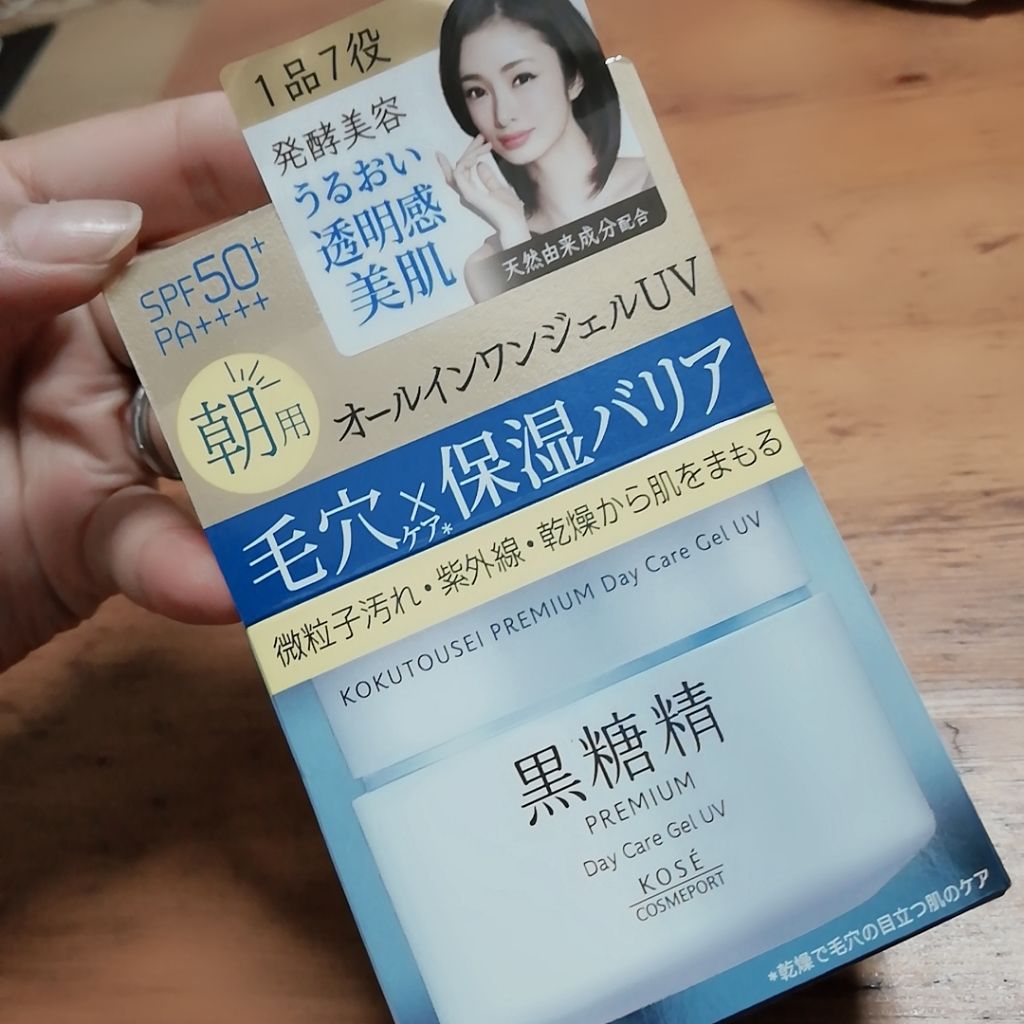 1品7役
発酵美容
うるおい
透明感
美肌
天然由来成分配合
SPF50+
PA++++
朝用
オールインワンジェルUV
毛穴ケア*×保湿バリア
微粒子汚れ・紫外線・乾燥から肌をまもる
KOKUTOUSEI PREMIUM Day Care Gel UV
黒糖精
PREMIUM
Day Care Gel UV
KOSÉ
COSMEPORT
*乾燥で毛穴の目立つ肌のケア